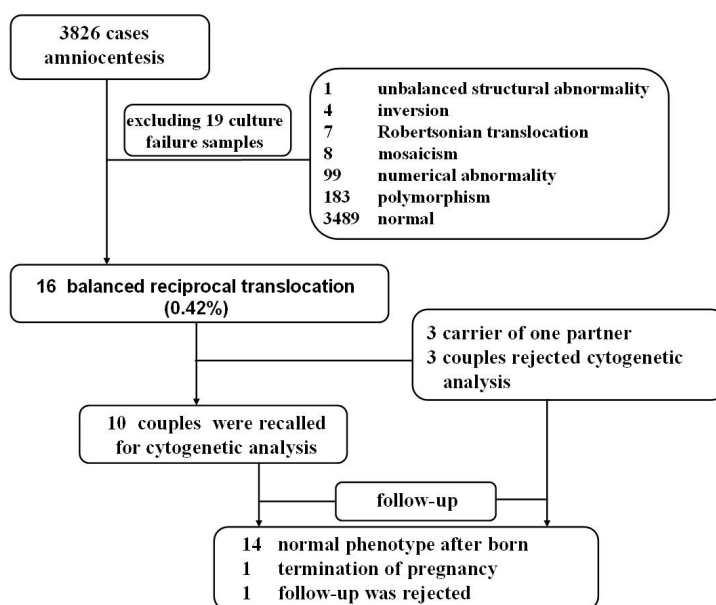 3826 cases
amniocentesis
excluding 19 culture
failure samples
1 unbalanced structural abnormality
4 inversion
7 Robertsonian translocation
8 mosaicism
99 numerical abnormality
183 polymorphism
3489 normal
16 balanced reciprocal translocation
(0.42%)
3 carrier of one partner
3 couples rejected cytogenetic
analysis
10 couples were recalled
for cytogenetic analysis
follow-up
14 normal phenotype after born
1 termination of pregnancy
1 follow-up was rejected